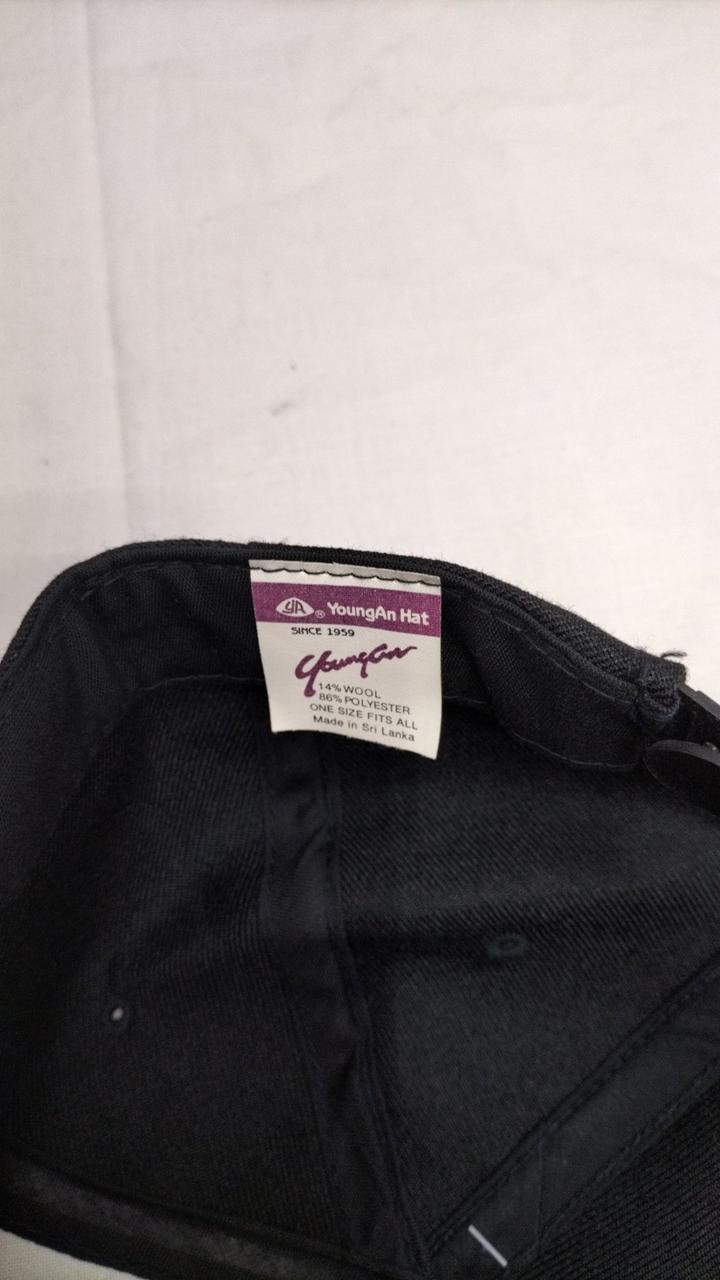 YA ® YoungAn Hat
SINCE 1959
YoungAn
14% WOOL
86% POLYESTER
ONE SIZE FITS ALL
Made in Sri Lanka